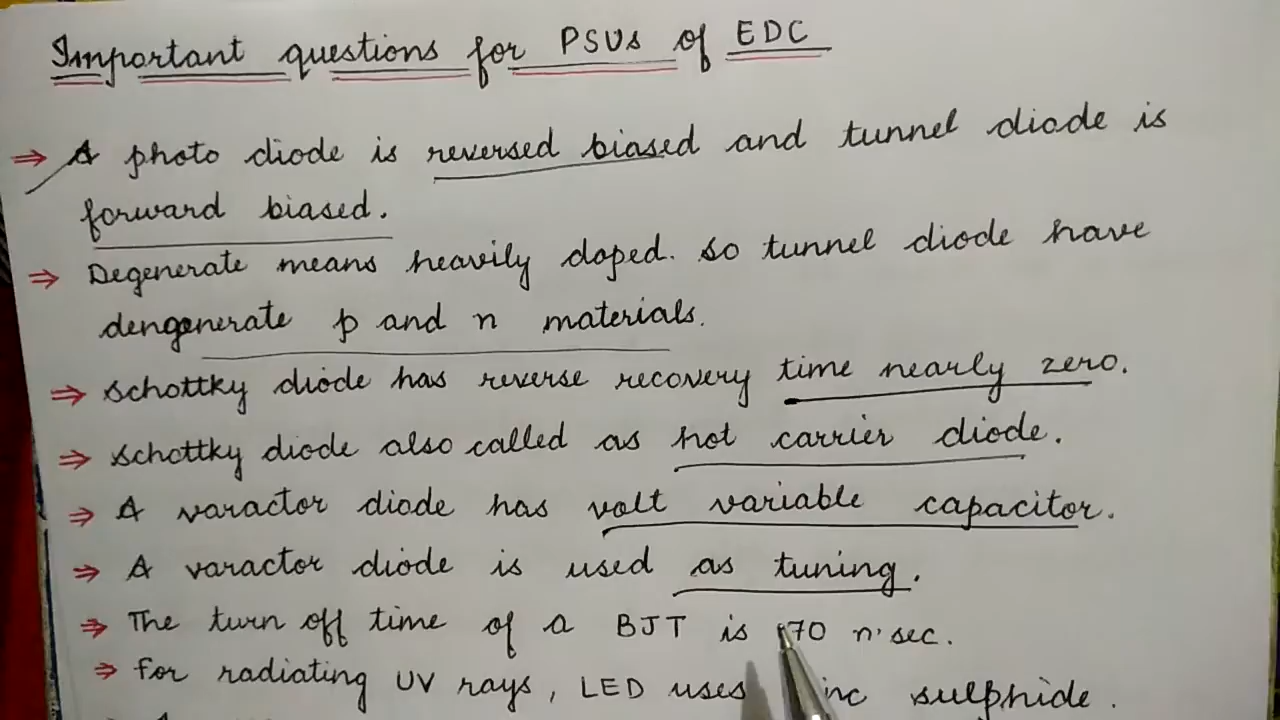 Important questions for PSUs of EDC
⇒ A photo diode is reversed biased and tunnel diode is
forward biased.
⇒ Degenerate means heavily doped. so tunnel diode have
dengenerate p and n materials.
⇒ schottky diode has reverse recovery time nearly zero.
⇒ schottky diode also called as hot carrier diode.
⇒ A varactor diode has volt variable capacitor.
⇒ A varactor diode is used as tuning.
⇒ The turn off time of a BJT is 70 n·sec.
⇒ for radiating UV rays, LED uses inc sulphide.